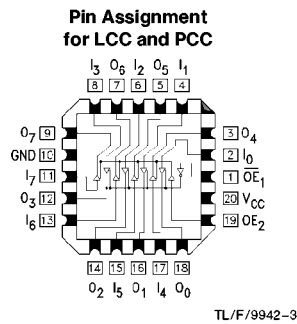 Pin Assignment
for LCC and PCC
I3 O6 I2 O5 I1
8 7 6 5 4
O7 9
GND 10
I7 11
O3 12
I6 13
3 O4
2 I0
1 O̅E̅1
20 VCC
19 OE2
14 15 16 17 18
O2 I5 O1 I4 O0
TL/F/9942–3